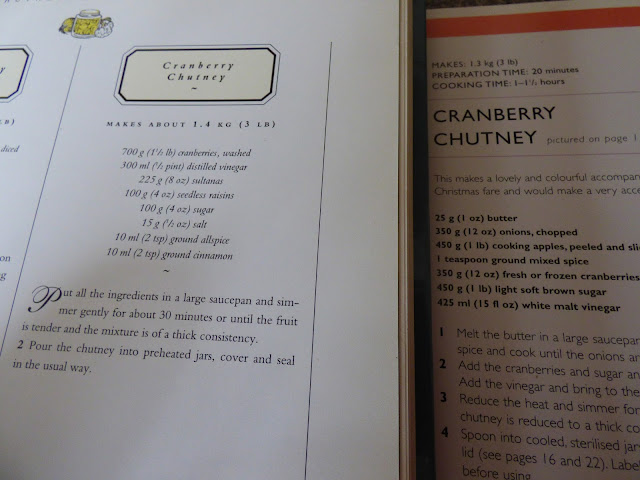 Cranberry
Chutney
~
MAKES ABOUT 1.4 KG (3 LB)
700 g (1½ lb) cranberries, washed
300 ml (½ pint) distilled vinegar
225 g (8 oz) sultanas
100 g (4 oz) seedless raisins
100 g (4 oz) sugar
15 g (½ oz) salt
10 ml (2 tsp) ground allspice
10 ml (2 tsp) ground cinnamon
~
Put all the ingredients in a large saucepan and sim-
mer gently for about 30 minutes or until the fruit
is tender and the mixture is of a thick consistency.
2 Pour the chutney into preheated jars, cover and seal
in the usual way.
y
LB)
diced
on
g
MAKES: 1.3 kg (3 lb)
PREPARATION TIME: 20 minutes
COOKING TIME: 1–1½ hours
CRANBERRY
CHUTNEY pictured on page 1
This makes a lovely and colourful accompan
Christmas fare and would make a very acce
25 g (1 oz) butter
350 g (12 oz) onions, chopped
450 g (1 lb) cooking apples, peeled and slic
1 teaspoon ground mixed spice
350 g (12 oz) fresh or frozen cranberries
450 g (1 lb) light soft brown sugar
425 ml (15 fl oz) white malt vinegar
1 Melt the butter in a large saucepan
spice and cook until the onions ar
2 Add the cranberries and sugar an
Add the vinegar and bring to the
3 Reduce the heat and simmer for
chutney is reduced to a thick co
4 Spoon into cooled, sterilised jar
lid (see pages 16 and 22). Label
before using.